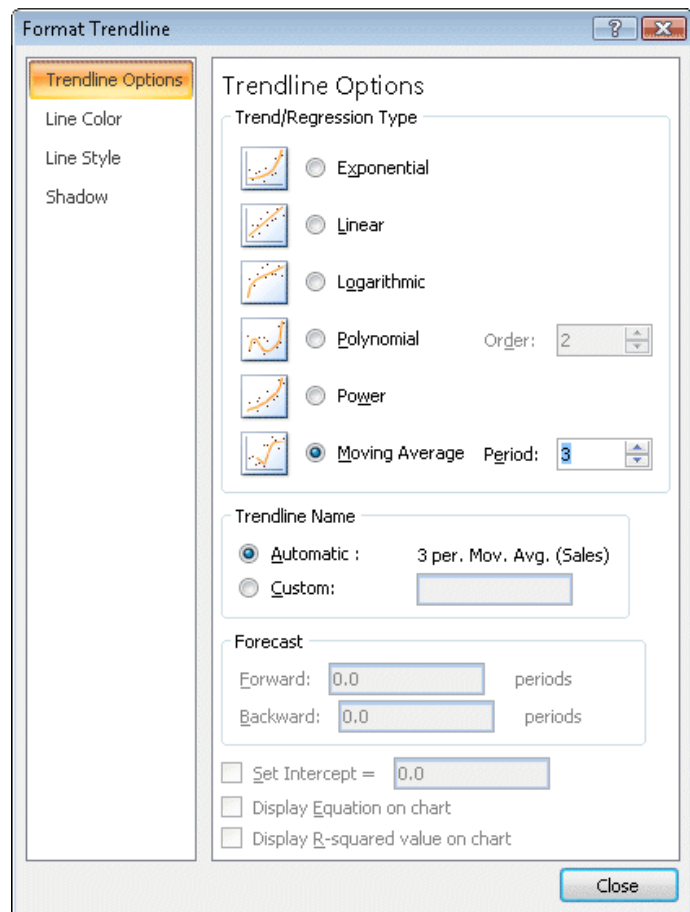 Format Trendline
?
Trendline Options
Line Color
Line Style
Shadow
Trendline Options
Trend/Regression Type
Exponential
Linear
Logarithmic
Polynomial Order: 2
Power
Moving Average Period: 3
Trendline Name
Automatic : 3 per. Mov. Avg. (Sales)
Custom:
Forecast
Forward: 0.0 periods
Backward: 0.0 periods
Set Intercept = 0.0
Display Equation on chart
Display R-squared value on chart
Close